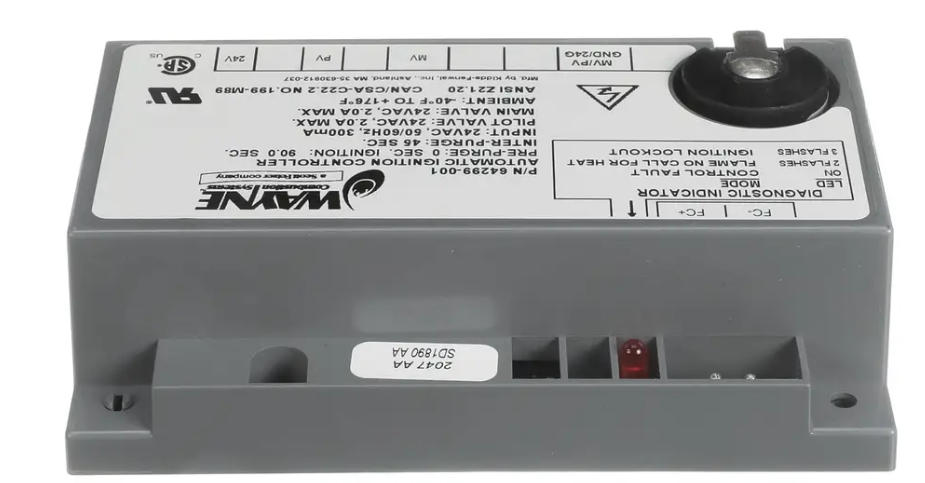 WAYNE
Combustion Systems
a Scott Fetzer company
P/N 64299-001
AUTOMATIC IGNITION CONTROLLER
PRE-PURGE: 0 SEC. IGNITION: 90.0 SEC.
INTER-PURGE: 45 SEC.
INPUT: 24VAC, 50/60Hz, 300mA
PILOT VALVE: 24VAC, 2.0A MAX.
MAIN VALVE: 24VAC, 2.0A MAX.
AMBIENT: -40°F TO +176°F
ANSI Z21.20 CAN/CSA-C22.2 NO.199-M89
Mfd. by Kidde-Fenwal, Inc., Ashland, MA 35-630912-037
FC- FC+
DIAGNOSTIC INDICATOR
LED MODE
ON CONTROL FAULT
2 FLASHES FLAME NO CALL FOR HEAT
3 FLASHES IGNITION LOCKOUT
MV/PV
GND/24G
MV
PV
24V
C US
2047 AA
SD1890 AA